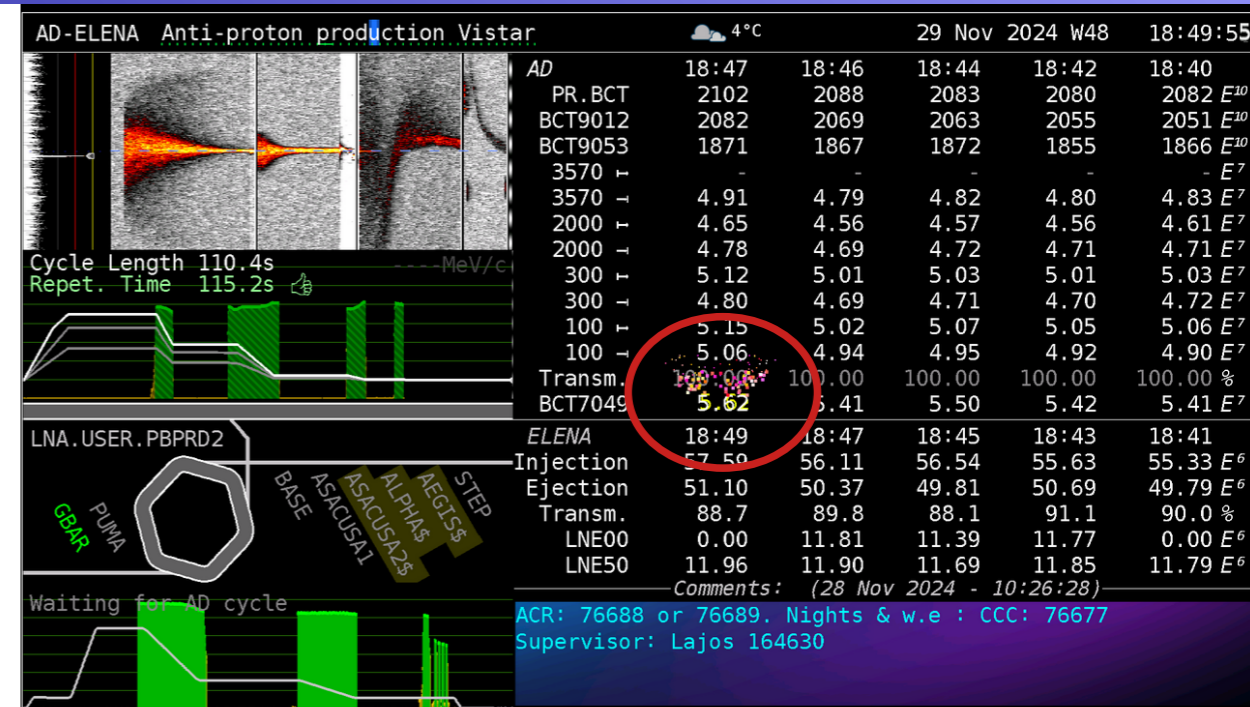 AD-ELENA Anti-proton production Vistar 4°C 29 Nov 2024 W48 18:49:55
AD 18:47 18:46 18:44 18:42 18:40
PR.BCT 2102 2088 2083 2080 2082 E¹⁰
BCT9012 2082 2069 2063 2055 2051 E¹⁰
BCT9053 1871 1867 1872 1855 1866 E¹⁰
3570 - - - - - E⁷
3570 4.91 4.79 4.82 4.80 4.83 E⁷
2000 4.65 4.56 4.57 4.56 4.61 E⁷
2000 4.78 4.69 4.72 4.71 4.71 E⁷
300 5.12 5.01 5.03 5.01 5.03 E⁷
300 4.80 4.69 4.71 4.70 4.72 E⁷
100 5.15 5.02 5.07 5.05 5.06 E⁷
100 5.06 4.94 4.95 4.92 4.90 E⁷
Transm. 100.00 100.00 100.00 100.00 %
BCT7049 5.62 5.41 5.50 5.42 5.41 E⁷
Cycle Length 110.4s ----MeV/c
Repet. Time 115.2s
ELENA 18:49 18:47 18:45 18:43 18:41
Injection 57.59 56.11 56.54 55.63 55.33 E⁶
Ejection 51.10 50.37 49.81 50.69 49.79 E⁶
Transm. 88.7 89.8 88.1 91.1 90.0 %
LNE00 0.00 11.81 11.39 11.77 0.00 E⁶
LNE50 11.96 11.90 11.69 11.85 11.79 E⁶
LNA.USER.PBPRD2
GBAR
PUMA
BASE
ASACUSA1
ASACUSA2$
ALPHA$
AEGIS$
STEP
Waiting for AD cycle
Comments: (28 Nov 2024 - 10:26:28)
ACR: 76688 or 76689. Nights & w.e : CCC: 76677
Supervisor: Lajos 164630